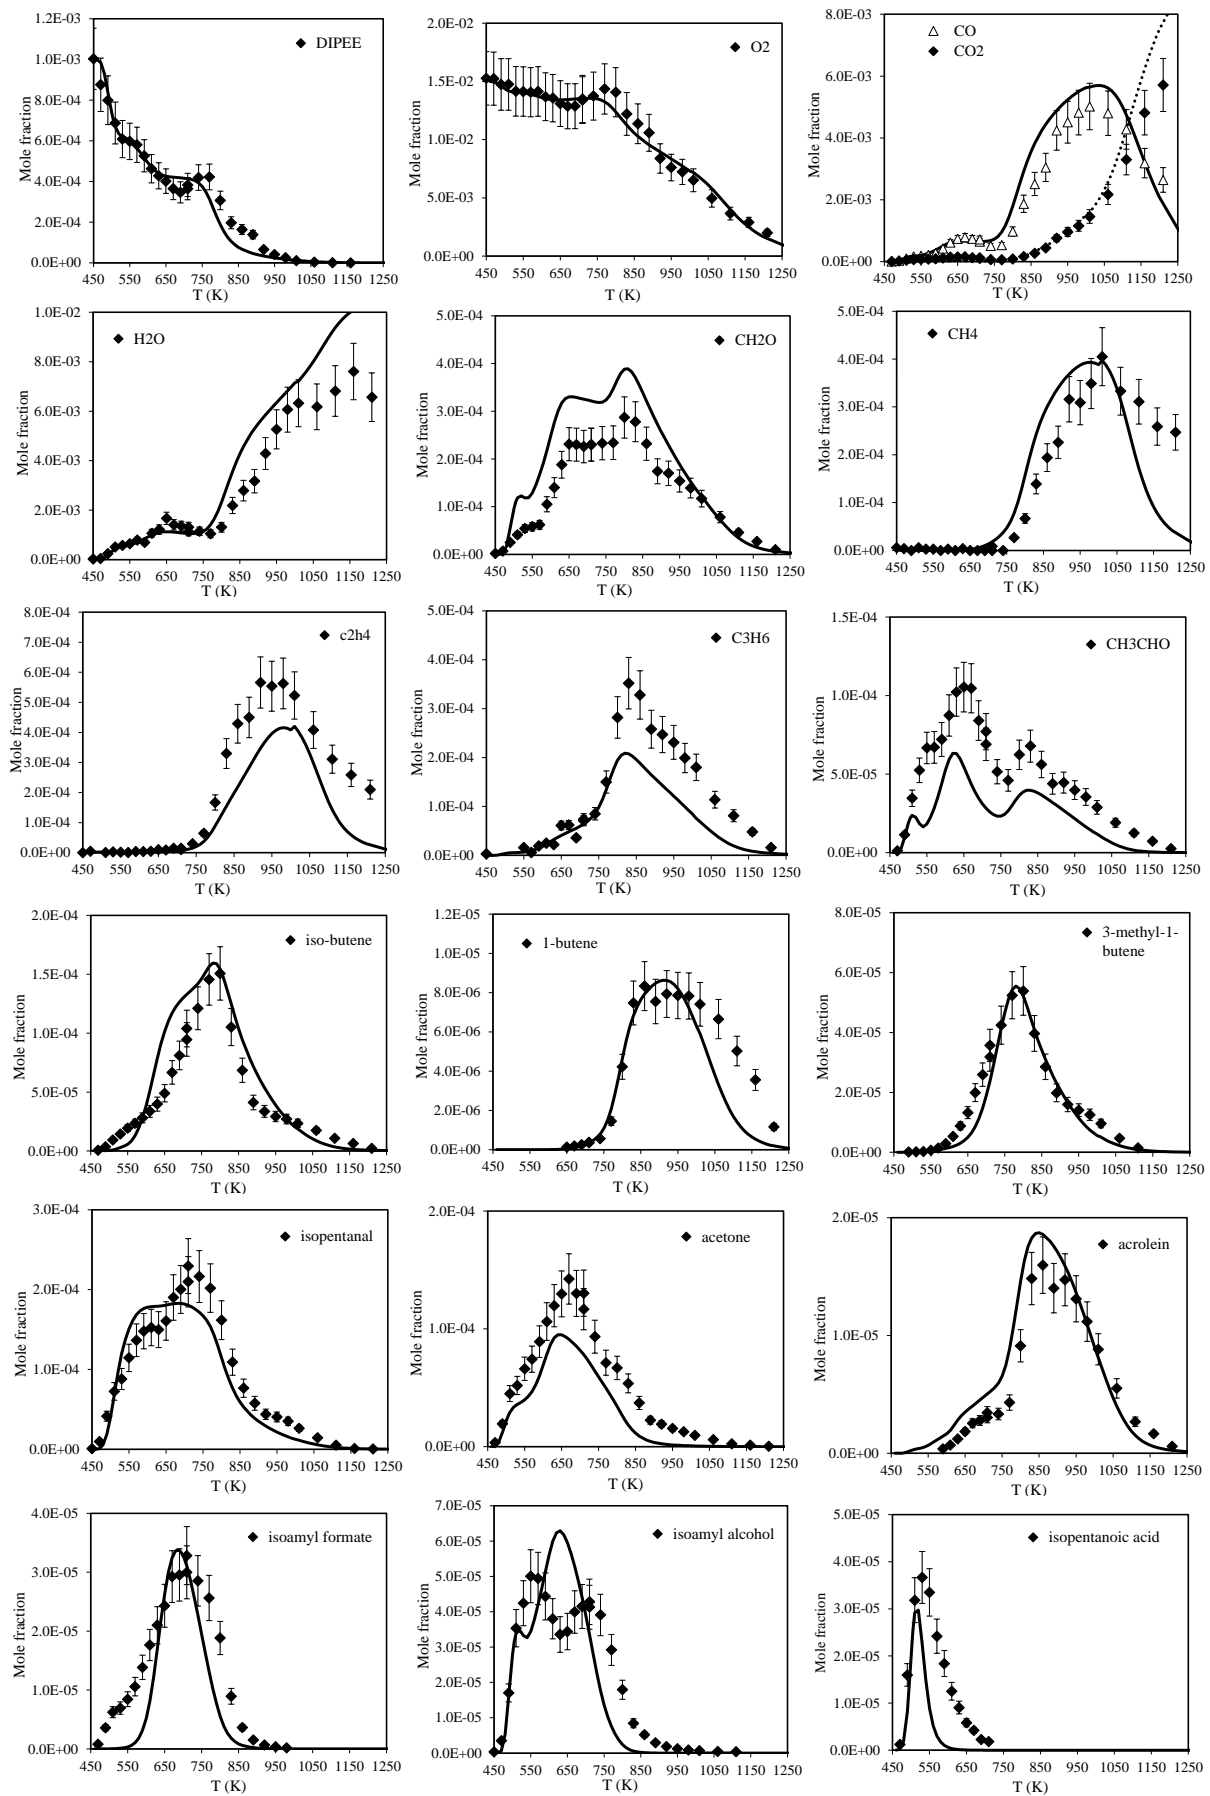 1.2E-03
1.0E-03
8.0E-04
6.0E-04
4.0E-04
2.0E-04
0.0E+00
Mole fraction
DIPEE
450 550 650 750 850 950 1050 1150 1250
T (K)
2.0E-02
1.5E-02
1.0E-02
5.0E-03
0.0E+00
Mole fraction
O2
450 550 650 750 850 950 1050 1150 1250
T (K)
8.0E-03
6.0E-03
4.0E-03
2.0E-03
0.0E+00
Mole fraction
CO
CO2
450 550 650 750 850 950 1050 1150 1250
T (K)
1.0E-02
8.0E-03
6.0E-03
4.0E-03
2.0E-03
0.0E+00
Mole fraction
H2O
450 550 650 750 850 950 1050 1150 1250
T (K)
5.0E-04
4.0E-04
3.0E-04
2.0E-04
1.0E-04
0.0E+00
Mole fraction
CH2O
450 550 650 750 850 950 1050 1150 1250
T (K)
5.0E-04
4.0E-04
3.0E-04
2.0E-04
1.0E-04
0.0E+00
Mole fraction
CH4
450 550 650 750 850 950 1050 1150 1250
T (K)
8.0E-04
7.0E-04
6.0E-04
5.0E-04
4.0E-04
3.0E-04
2.0E-04
1.0E-04
0.0E+00
Mole fraction
c2h4
450 550 650 750 850 950 1050 1150 1250
T (K)
5.0E-04
4.0E-04
3.0E-04
2.0E-04
1.0E-04
0.0E+00
Mole fraction
C3H6
450 550 650 750 850 950 1050 1150 1250
T (K)
1.5E-04
1.0E-04
5.0E-05
0.0E+00
Mole fraction
CH3CHO
450 550 650 750 850 950 1050 1150 1250
T (K)
2.0E-04
1.5E-04
1.0E-04
5.0E-05
0.0E+00
Mole fraction
iso-butene
450 550 650 750 850 950 1050 1150 1250
T (K)
1.2E-05
1.0E-05
8.0E-06
6.0E-06
4.0E-06
2.0E-06
0.0E+00
Mole fraction
1-butene
450 550 650 750 850 950 1050 1150 1250
T (K)
8.0E-05
6.0E-05
4.0E-05
2.0E-05
0.0E+00
Mole fraction
3-methyl-1-
butene
450 550 650 750 850 950 1050 1150 1250
T (K)
3.0E-04
2.0E-04
1.0E-04
0.0E+00
Mole fraction
isopentanal
450 550 650 750 850 950 1050 1150 1250
T (K)
2.0E-04
1.0E-04
0.0E+00
Mole fraction
acetone
450 550 650 750 850 950 1050 1150 1250
T (K)
2.0E-05
1.0E-05
0.0E+00
Mole fraction
acrolein
450 550 650 750 850 950 1050 1150 1250
T (K)
4.0E-05
3.0E-05
2.0E-05
1.0E-05
0.0E+00
Mole fraction
isoamyl formate
450 550 650 750 850 950 1050 1150 1250
T (K)
7.0E-05
6.0E-05
5.0E-05
4.0E-05
3.0E-05
2.0E-05
1.0E-05
0.0E+00
Mole fraction
isoamyl alcohol
450 550 650 750 850 950 1050 1150 1250
T (K)
5.0E-05
4.0E-05
3.0E-05
2.0E-05
1.0E-05
0.0E+00
Mole fraction
isopentanoic acid
450 550 650 750 850 950 1050 1150 1250
T (K)